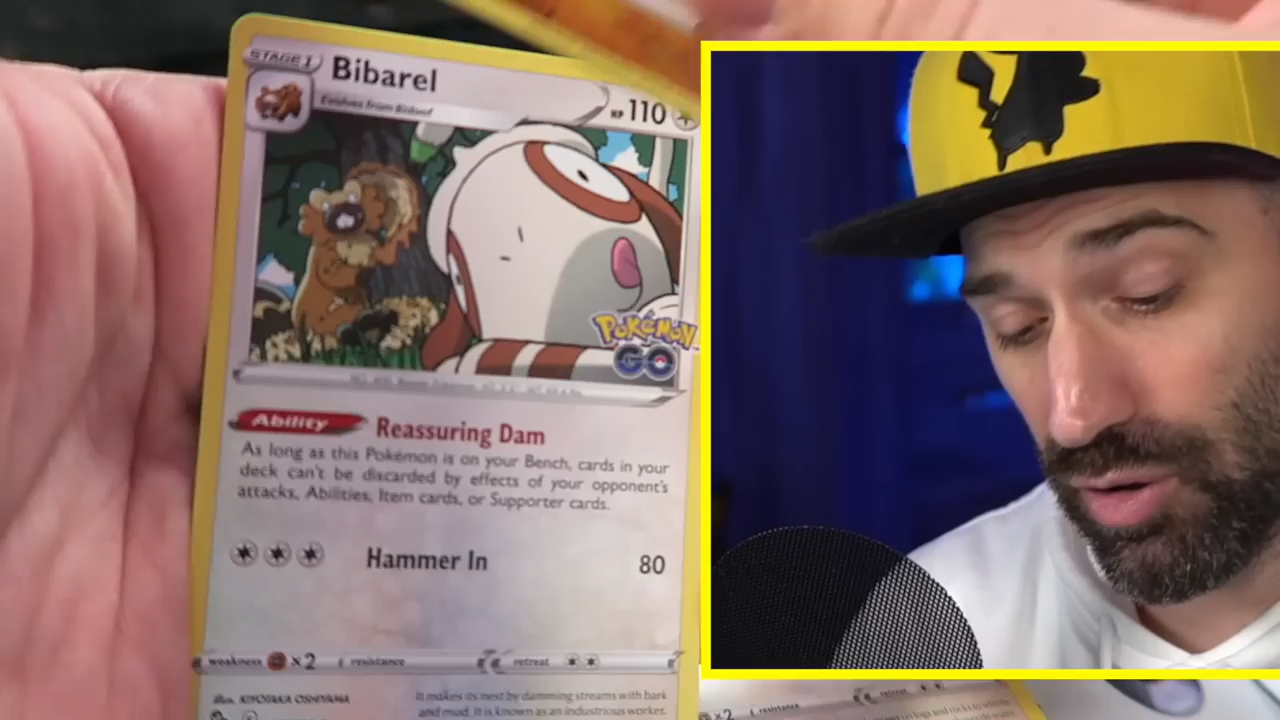 STAGE 1
Bibarel
HP 110
Evolves from Bidoof
POKÉMON
GO
Ability Reassuring Dam
As long as this Pokémon is on your Bench, cards in your
deck can't be discarded by effects of your opponent's
attacks, Abilities, Item cards, or Supporter cards.
Hammer In 80
weakness ×2 resistance retreat
illus. KIYOTAKA OSHIYAMA
It makes its nest by damming streams with bark
and mud. It is known as an industrious worker.
×2 resistance retreat